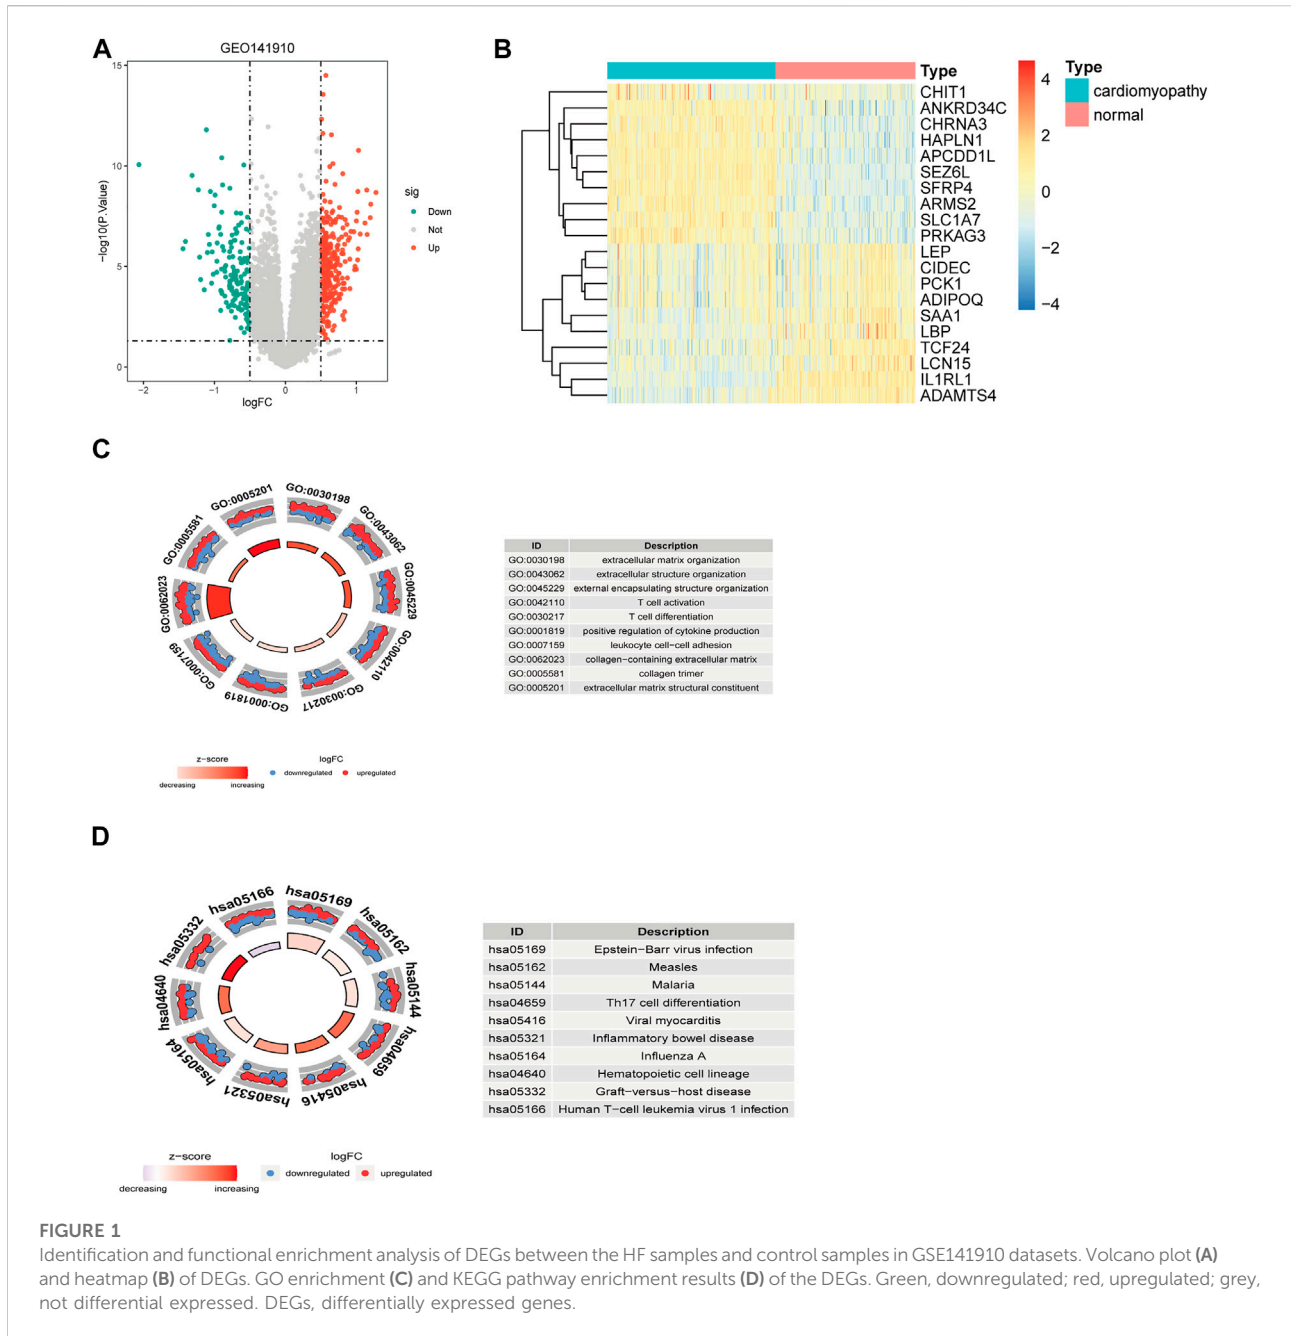 A
GEO141910
15
10
5
0
−log10(P.Value)
−2
−1
0
1
logFC
sig
Down
Not
Up
B
Type
CHIT1
ANKRD34C
CHRNA3
HAPLN1
APCDD1L
SEZ6L
SFRP4
ARMS2
SLC1A7
PRKAG3
LEP
CIDEC
PCK1
ADIPOQ
SAA1
LBP
TCF24
LCN15
IL1RL1
ADAMTS4
4
2
0
−2
−4
Type
cardiomyopathy
normal
C
GO:0030198
GO:0043062
GO:0045229
GO:0042110
GO:0030217
GO:0001819
GO:0007159
GO:0062023
GO:0005581
GO:0005201
z−score
decreasing
increasing
logFC
downregulated
upregulated
ID Description
GO:0030198 extracellular matrix organization
GO:0043062 extracellular structure organization
GO:0045229 external encapsulating structure organization
GO:0042110 T cell activation
GO:0030217 T cell differentiation
GO:0001819 positive regulation of cytokine production
GO:0007159 leukocyte cell−cell adhesion
GO:0062023 collagen−containing extracellular matrix
GO:0005581 collagen trimer
GO:0005201 extracellular matrix structural constituent
D
hsa05169
hsa05162
hsa05144
hsa04659
hsa05416
hsa05321
hsa05164
hsa04640
hsa05332
hsa05166
z−score
decreasing
increasing
logFC
downregulated
upregulated
ID Description
hsa05169 Epstein−Barr virus infection
hsa05162 Measles
hsa05144 Malaria
hsa04659 Th17 cell differentiation
hsa05416 Viral myocarditis
hsa05321 Inflammatory bowel disease
hsa05164 Influenza A
hsa04640 Hematopoietic cell lineage
hsa05332 Graft−versus−host disease
hsa05166 Human T−cell leukemia virus 1 infection
FIGURE 1
Identification and functional enrichment analysis of DEGs between the HF samples and control samples in GSE141910 datasets. Volcano plot (A)
and heatmap (B) of DEGs. GO enrichment (C) and KEGG pathway enrichment results (D) of the DEGs. Green, downregulated; red, upregulated; grey,
not differential expressed. DEGs, differentially expressed genes.